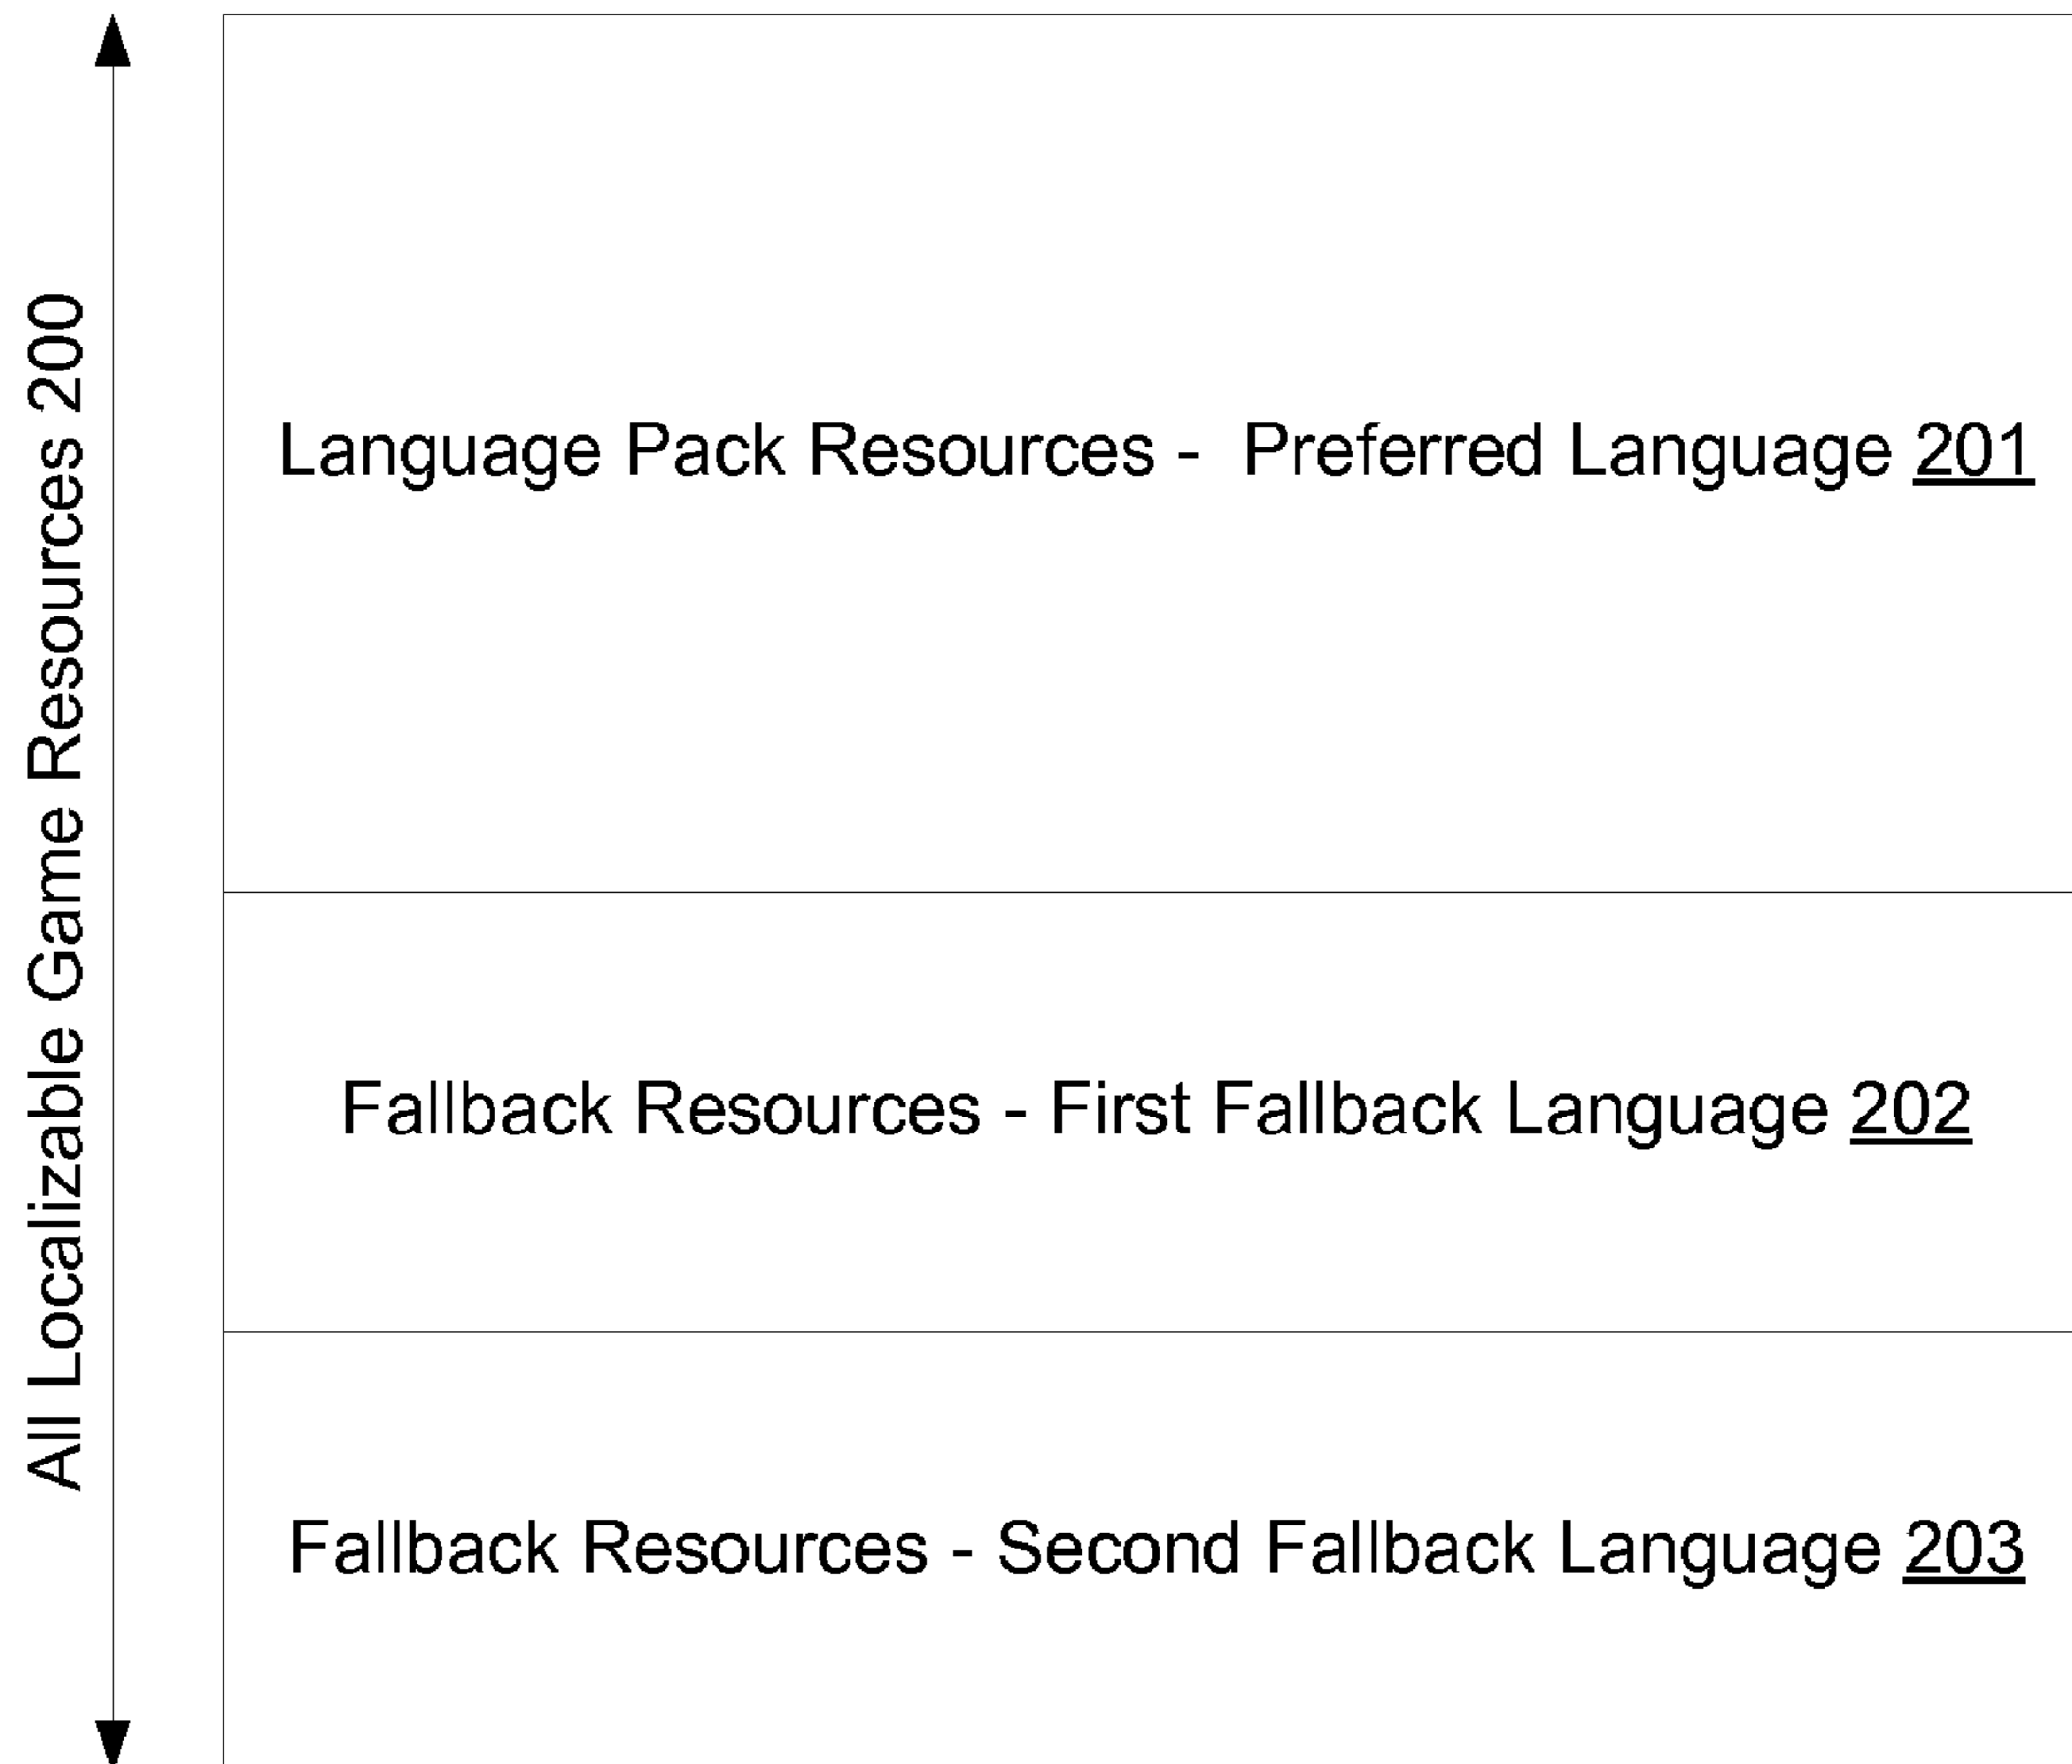 All Localizable Game Resources 200
Language Pack Resources - Preferred Language 201
Fallback Resources - First Fallback Language 202
Fallback Resources - Second Fallback Language 203